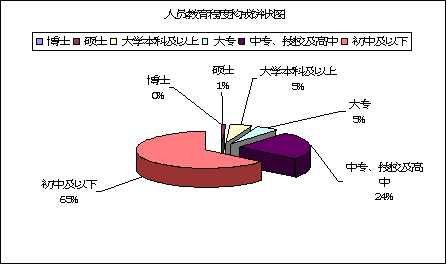 人员教育程度构成饼状图
博士 硕士 大学本科及以上 大专 中专、技校及高中 初中及以下
硕士
1%
大学本科及以上
5%
博士
0%
大专
5%
中专、技校及高
中
24%
初中及以下
65%